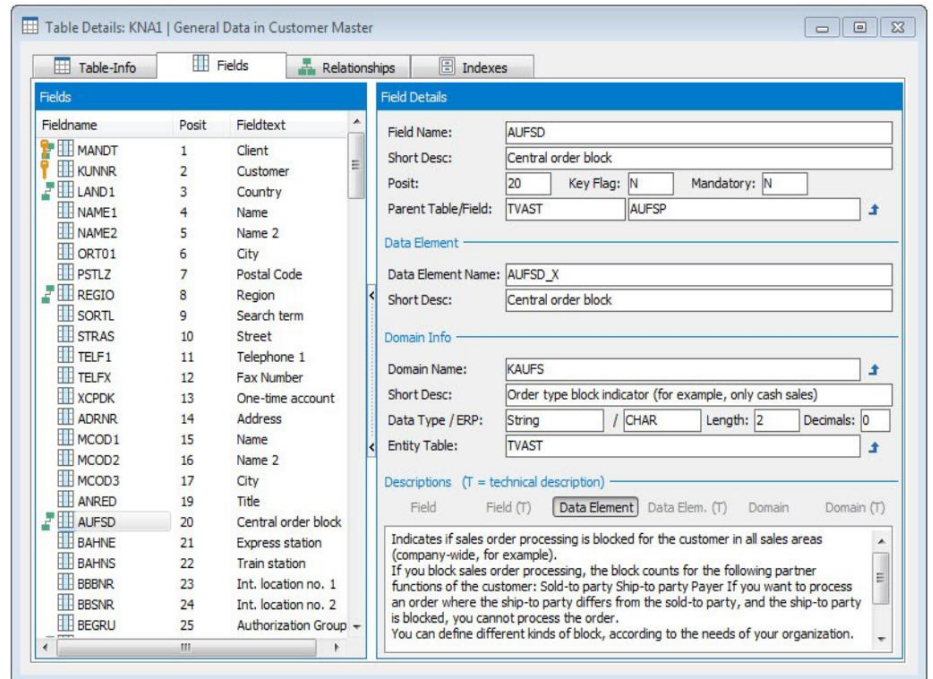 Table Details: KNA1 | General Data in Customer Master
Table-Info Fields Relationships Indexes
Fields
Fieldname Posit Fieldtext
MANDT 1 Client
KUNNR 2 Customer
LAND1 3 Country
NAME1 4 Name
NAME2 5 Name 2
ORT01 6 City
PSTLZ 7 Postal Code
REGIO 8 Region
SORTL 9 Search term
STRAS 10 Street
TELF1 11 Telephone 1
TELFX 12 Fax Number
XCPDK 13 One-time account
ADRNR 14 Address
MCOD1 15 Name
MCOD2 16 Name 2
MCOD3 17 City
ANRED 19 Title
AUFSD 20 Central order block
BAHNE 21 Express station
BAHNS 22 Train station
BBBNR 23 Int. location no. 1
BBSNR 24 Int. location no. 2
BEGRU 25 Authorization Group
Field Details
Field Name: AUFSD
Short Desc: Central order block
Posit: 20 Key Flag: N Mandatory: N
Parent Table/Field: TVAST AUFSP
Data Element
Data Element Name: AUFSD_X
Short Desc: Central order block
Domain Info
Domain Name: KAUFS
Short Desc: Order type block indicator (for example, only cash sales)
Data Type / ERP: String / CHAR Length: 2 Decimals: 0
Entity Table: TVAST
Descriptions (T = technical description)
Field Field (T) Data Element Data Elem. (T) Domain Domain (T)
Indicates if sales order processing is blocked for the customer in all sales areas
(company-wide, for example).
If you block sales order processing, the block counts for the following partner
functions of the customer: Sold-to party Ship-to party Payer If you want to process
an order where the ship-to party differs from the sold-to party, and the ship-to party
is blocked, you cannot process the order.
You can define different kinds of block, according to the needs of your organization.